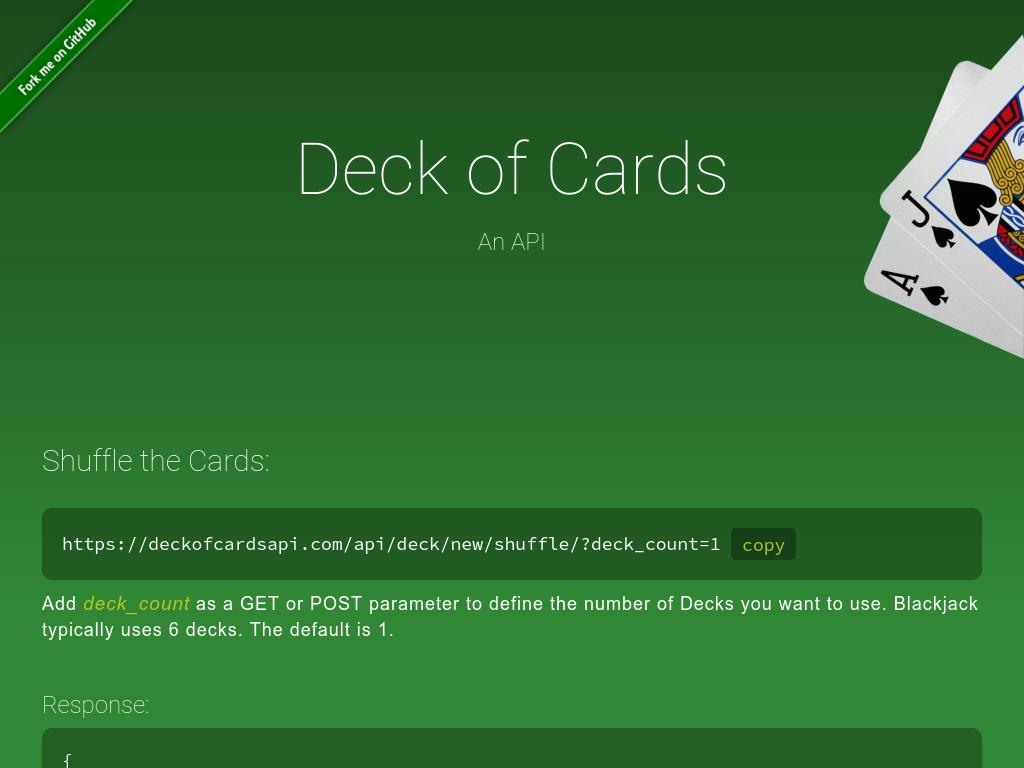 Fork me on GitHub
Deck of Cards
An API
J
A
Shuffle the Cards:
https://deckofcardsapi.com/api/deck/new/shuffle/?deck_count=1 copy
Add deck_count as a GET or POST parameter to define the number of Decks you want to use. Blackjack
typically uses 6 decks. The default is 1.
Response:
{